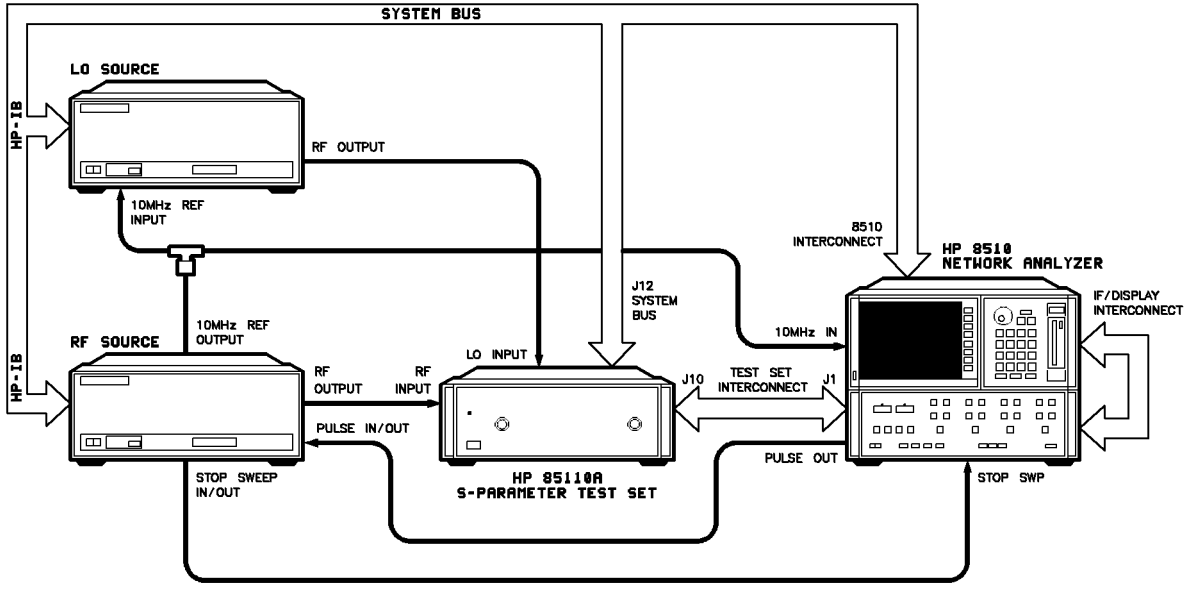 SYSTEM BUS
LO SOURCE
HP-IB
RF OUTPUT
10MHz REF
INPUT
8510
INTERCONNECT
HP 8510
NETWORK ANALYZER
J12
SYSTEM
BUS
IF/DISPLAY
INTERCONNECT
10MHz REF
OUTPUT
10MHz IN
RF SOURCE
HP-IB
LO INPUT
RF
OUTPUT
RF
INPUT
J10
TEST SET
INTERCONNECT
J1
PULSE IN/OUT
PULSE OUT
STOP SWEEP
IN/OUT
HP 85110A
S-PARAMETER TEST SET
STOP SWP